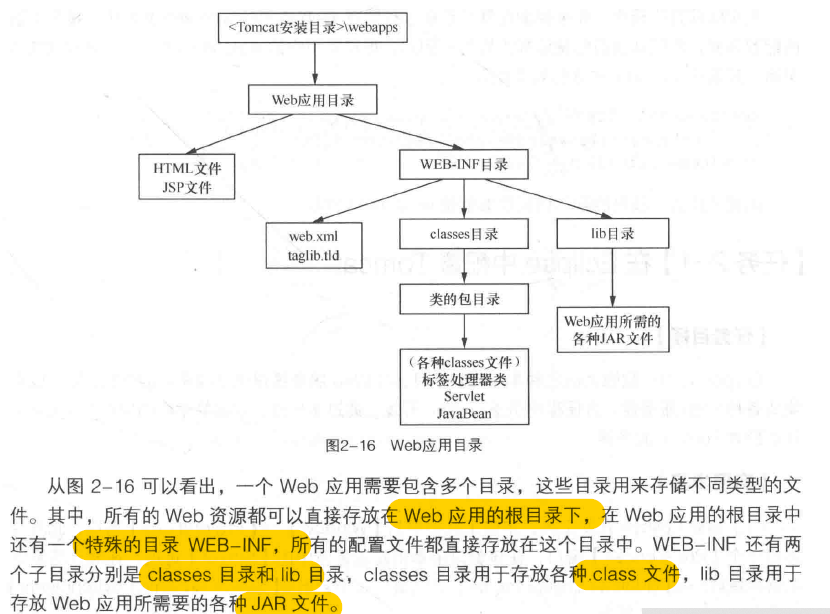 <Tomcat安装目录>\webapps
Web应用目录
HTML文件
JSP文件
WEB-INF目录
web.xml
taglib.tld
classes目录
lib目录
类的包目录
Web应用所需的
各种JAR文件
（各种classes文件）
标签处理器类
Servlet
JavaBean
图2-16 Web应用目录
从图 2-16 可以看出，一个 Web 应用需要包含多个目录，这些目录用来存储不同类型的文
件。其中，所有的 Web 资源都可以直接存放在 Web 应用的根目录下，在 Web 应用的根目录中
还有一个特殊的目录 WEB-INF，所有的配置文件都直接存放在这个目录中。WEB-INF 还有两
个子目录分别是 classes 目录和 lib 目录，classes 目录用于存放各种.class 文件，lib 目录用于
存放 Web 应用所需要的各种 JAR 文件。